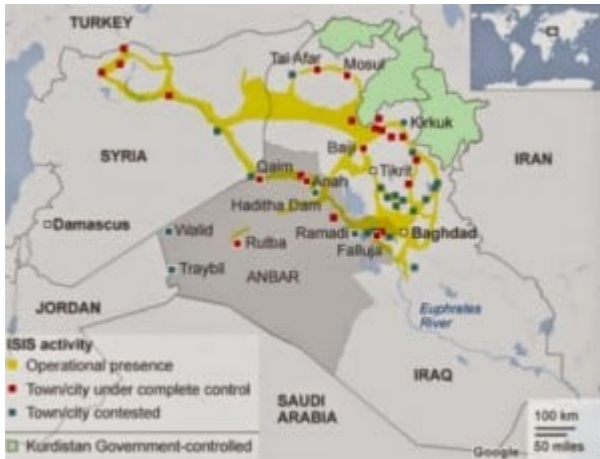 TURKEY
Tal Afar
Mosul
Kirkuk
SYRIA
Baiji
IRAN
Tikrit
Qaim
Anah
Haditha Dam
Damascus
Walid
Ramadi
Baghdad
Rutba
Falluja
Traybil
ANBAR
JORDAN
Euphrates
River
ISIS activity
Operational presence
IRAQ
Town/city under complete control
SAUDI
ARABIA
Town/city contested
100 km
50 miles
Kurdistan Government-controlled
Google